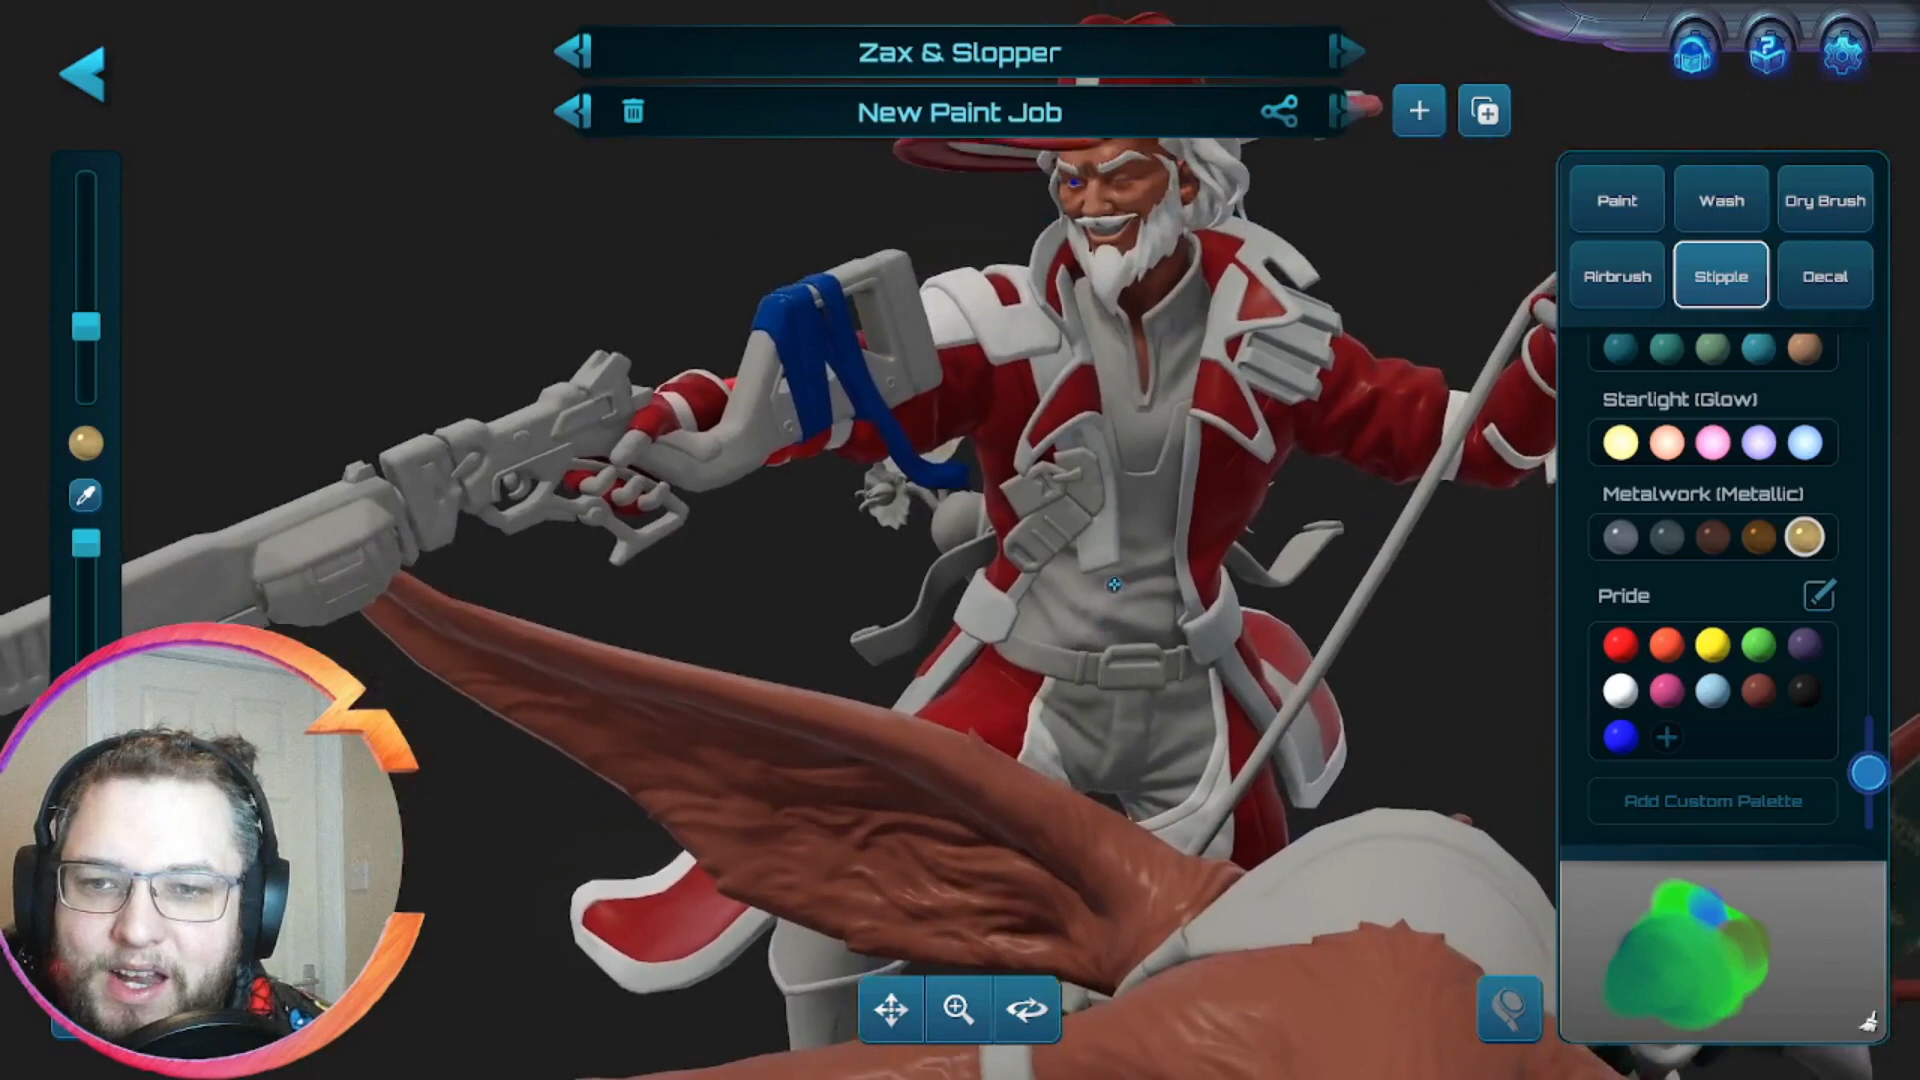 Zax & Slopper
New Paint Job
Paint
Wash
Dry Brush
Airbrush
Stipple
Decal
Starlight (Glow)
Metalwork (Metallic)
Pride
Add Custom Palette